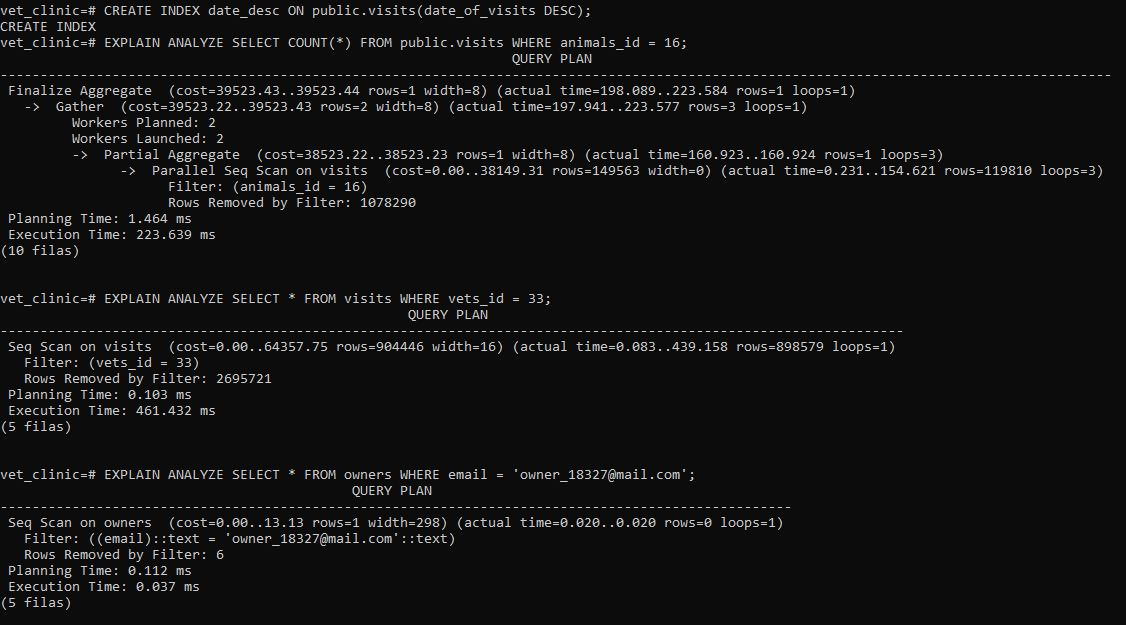 vet_clinic=# CREATE INDEX date_desc ON public.visits(date_of_visits DESC);
CREATE INDEX
vet_clinic=# EXPLAIN ANALYZE SELECT COUNT(*) FROM public.visits WHERE animals_id = 16;
QUERY PLAN
-------------------------------------------------------------------------------------------------------------------------------------------
Finalize Aggregate  (cost=39523.43..39523.44 rows=1 width=8) (actual time=198.089..223.584 rows=1 loops=1)
->  Gather  (cost=39523.22..39523.43 rows=2 width=8) (actual time=197.941..223.577 rows=3 loops=1)
Workers Planned: 2
Workers Launched: 2
->  Partial Aggregate  (cost=38523.22..38523.23 rows=1 width=8) (actual time=160.923..160.924 rows=1 loops=3)
->  Parallel Seq Scan on visits  (cost=0.00..38149.31 rows=149563 width=0) (actual time=0.231..154.621 rows=119810 loops=3)
Filter: (animals_id = 16)
Rows Removed by Filter: 1078290
Planning Time: 1.464 ms
Execution Time: 223.639 ms
(10 filas)
vet_clinic=# EXPLAIN ANALYZE SELECT * FROM visits WHERE vets_id = 33;
QUERY PLAN
-----------------------------------------------------------------------------------------------------------------
Seq Scan on visits  (cost=0.00..64357.75 rows=904446 width=16) (actual time=0.083..439.158 rows=898579 loops=1)
Filter: (vets_id = 33)
Rows Removed by Filter: 2695721
Planning Time: 0.103 ms
Execution Time: 461.432 ms
(5 filas)
vet_clinic=# EXPLAIN ANALYZE SELECT * FROM owners WHERE email = 'owner_18327@mail.com';
QUERY PLAN
---------------------------------------------------------------------------------------------------
Seq Scan on owners  (cost=0.00..13.13 rows=1 width=298) (actual time=0.020..0.020 rows=0 loops=1)
Filter: ((email)::text = 'owner_18327@mail.com'::text)
Rows Removed by Filter: 6
Planning Time: 0.112 ms
Execution Time: 0.037 ms
(5 filas)